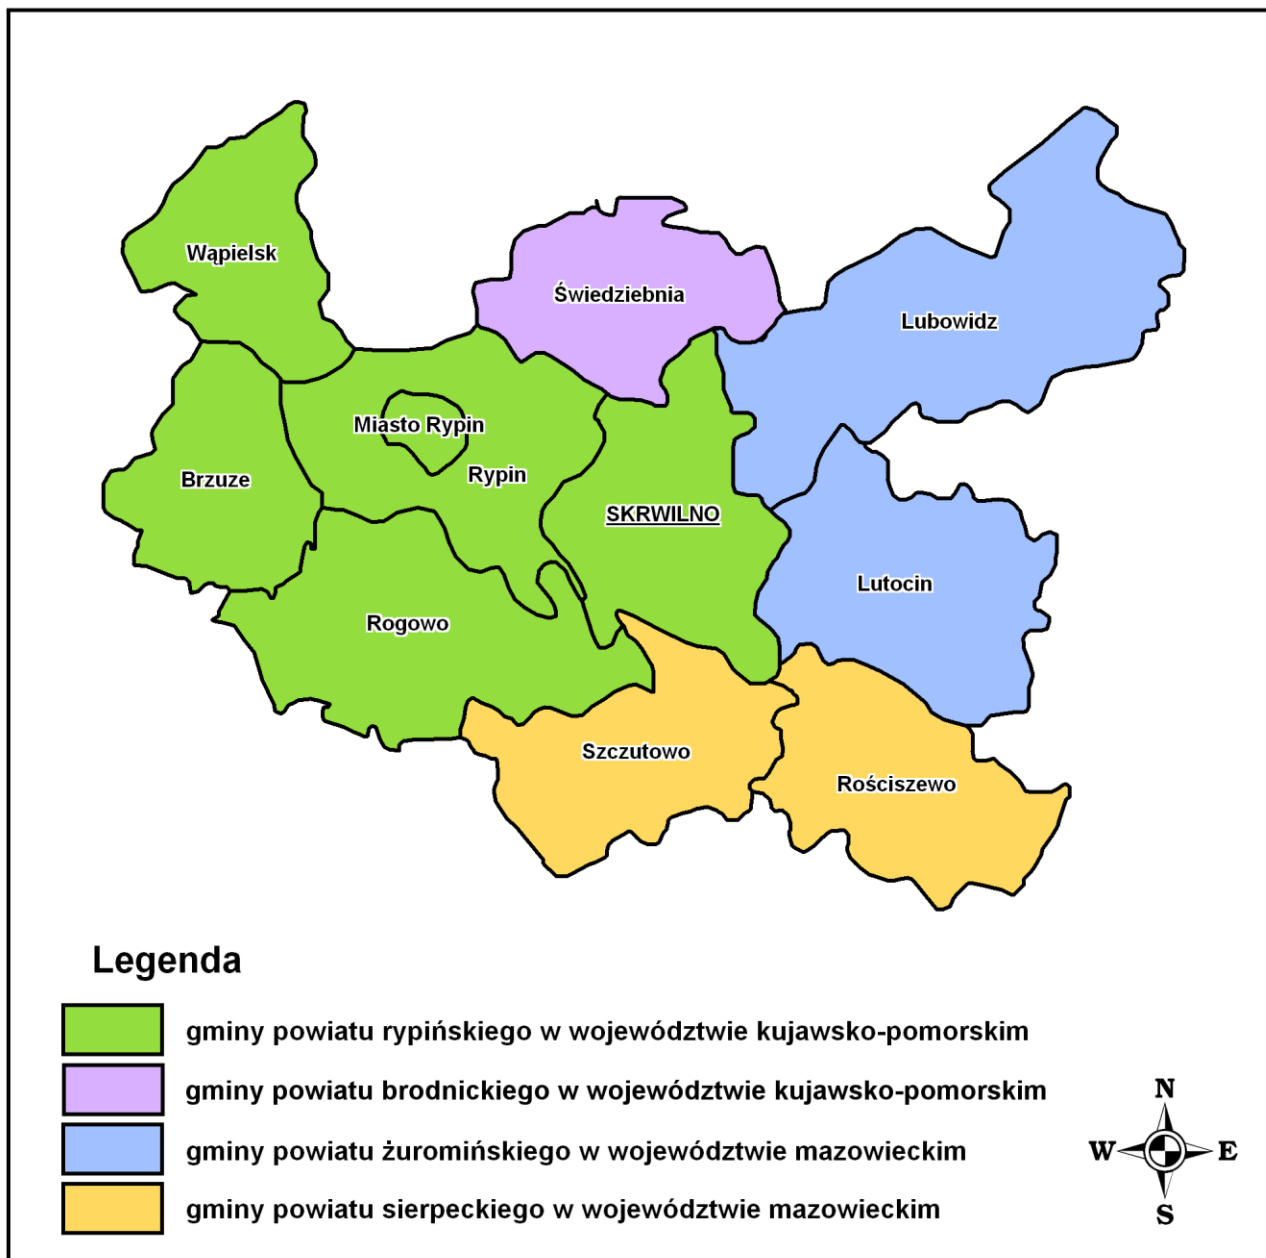 Wąpielsk
Świedziebnia
Lubowidz
Miasto Rypin
Rypin
Brzuze
SKRWILNO
Lutocin
Rogowo
Szczutowo
Rościszewo
Legenda
gminy powiatu rypińskiego w województwie kujawsko-pomorskim
gminy powiatu brodnickiego w województwie kujawsko-pomorskim
gminy powiatu żuromińskiego w województwie mazowieckim
gminy powiatu sierpeckiego w województwie mazowieckim
N
W E
S